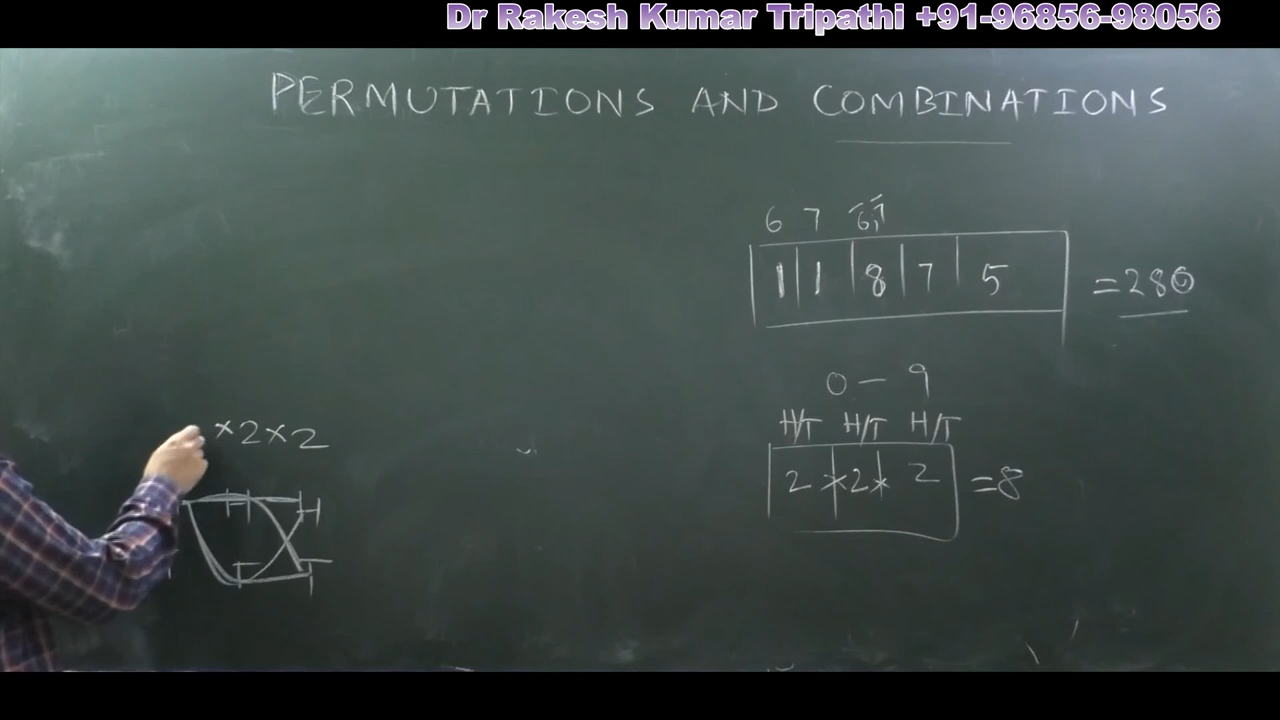 Dr Rakesh Kumar Tripathi +91-96856-98056
PERMUTATIONS AND COMBINATIONS
6 7 6,7
1 1 8 7 5 = 280
0 — 9
H/T H/T H/T
2 × 2 × 2 = 8
× 2 × 2
H H
T T